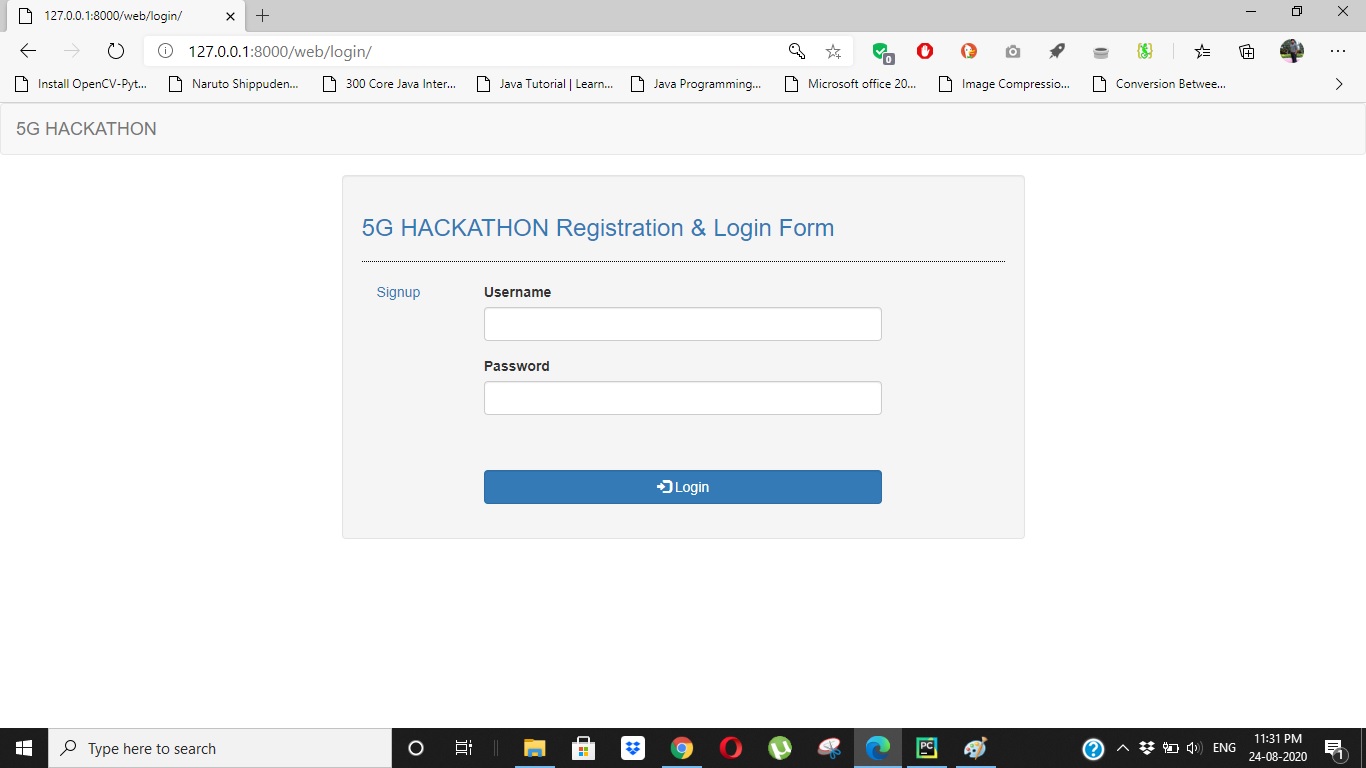 127.0.0.1:8000/web/login/
127.0.0.1:8000/web/login/
0
Install OpenCV-Pyt... Naruto Shippuden... 300 Core Java Inter... Java Tutorial | Learn... Java Programming... Microsoft office 20... Image Compressio... Conversion Betwee...
5G HACKATHON
5G HACKATHON Registration & Login Form
Signup
Username
Password
Login
Type here to search
PC
ENG
11:31 PM
24-08-2020
1